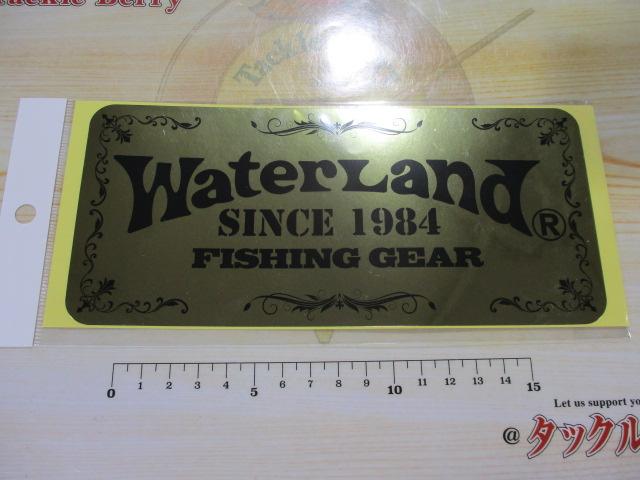 Tackle Berry
Tackle
WaterLand®
SINCE 1984
FISHING GEAR
0 1 2 3 4 5 6 7 8 9 10 11 12 13 14 15
Let us support yo
@タックル